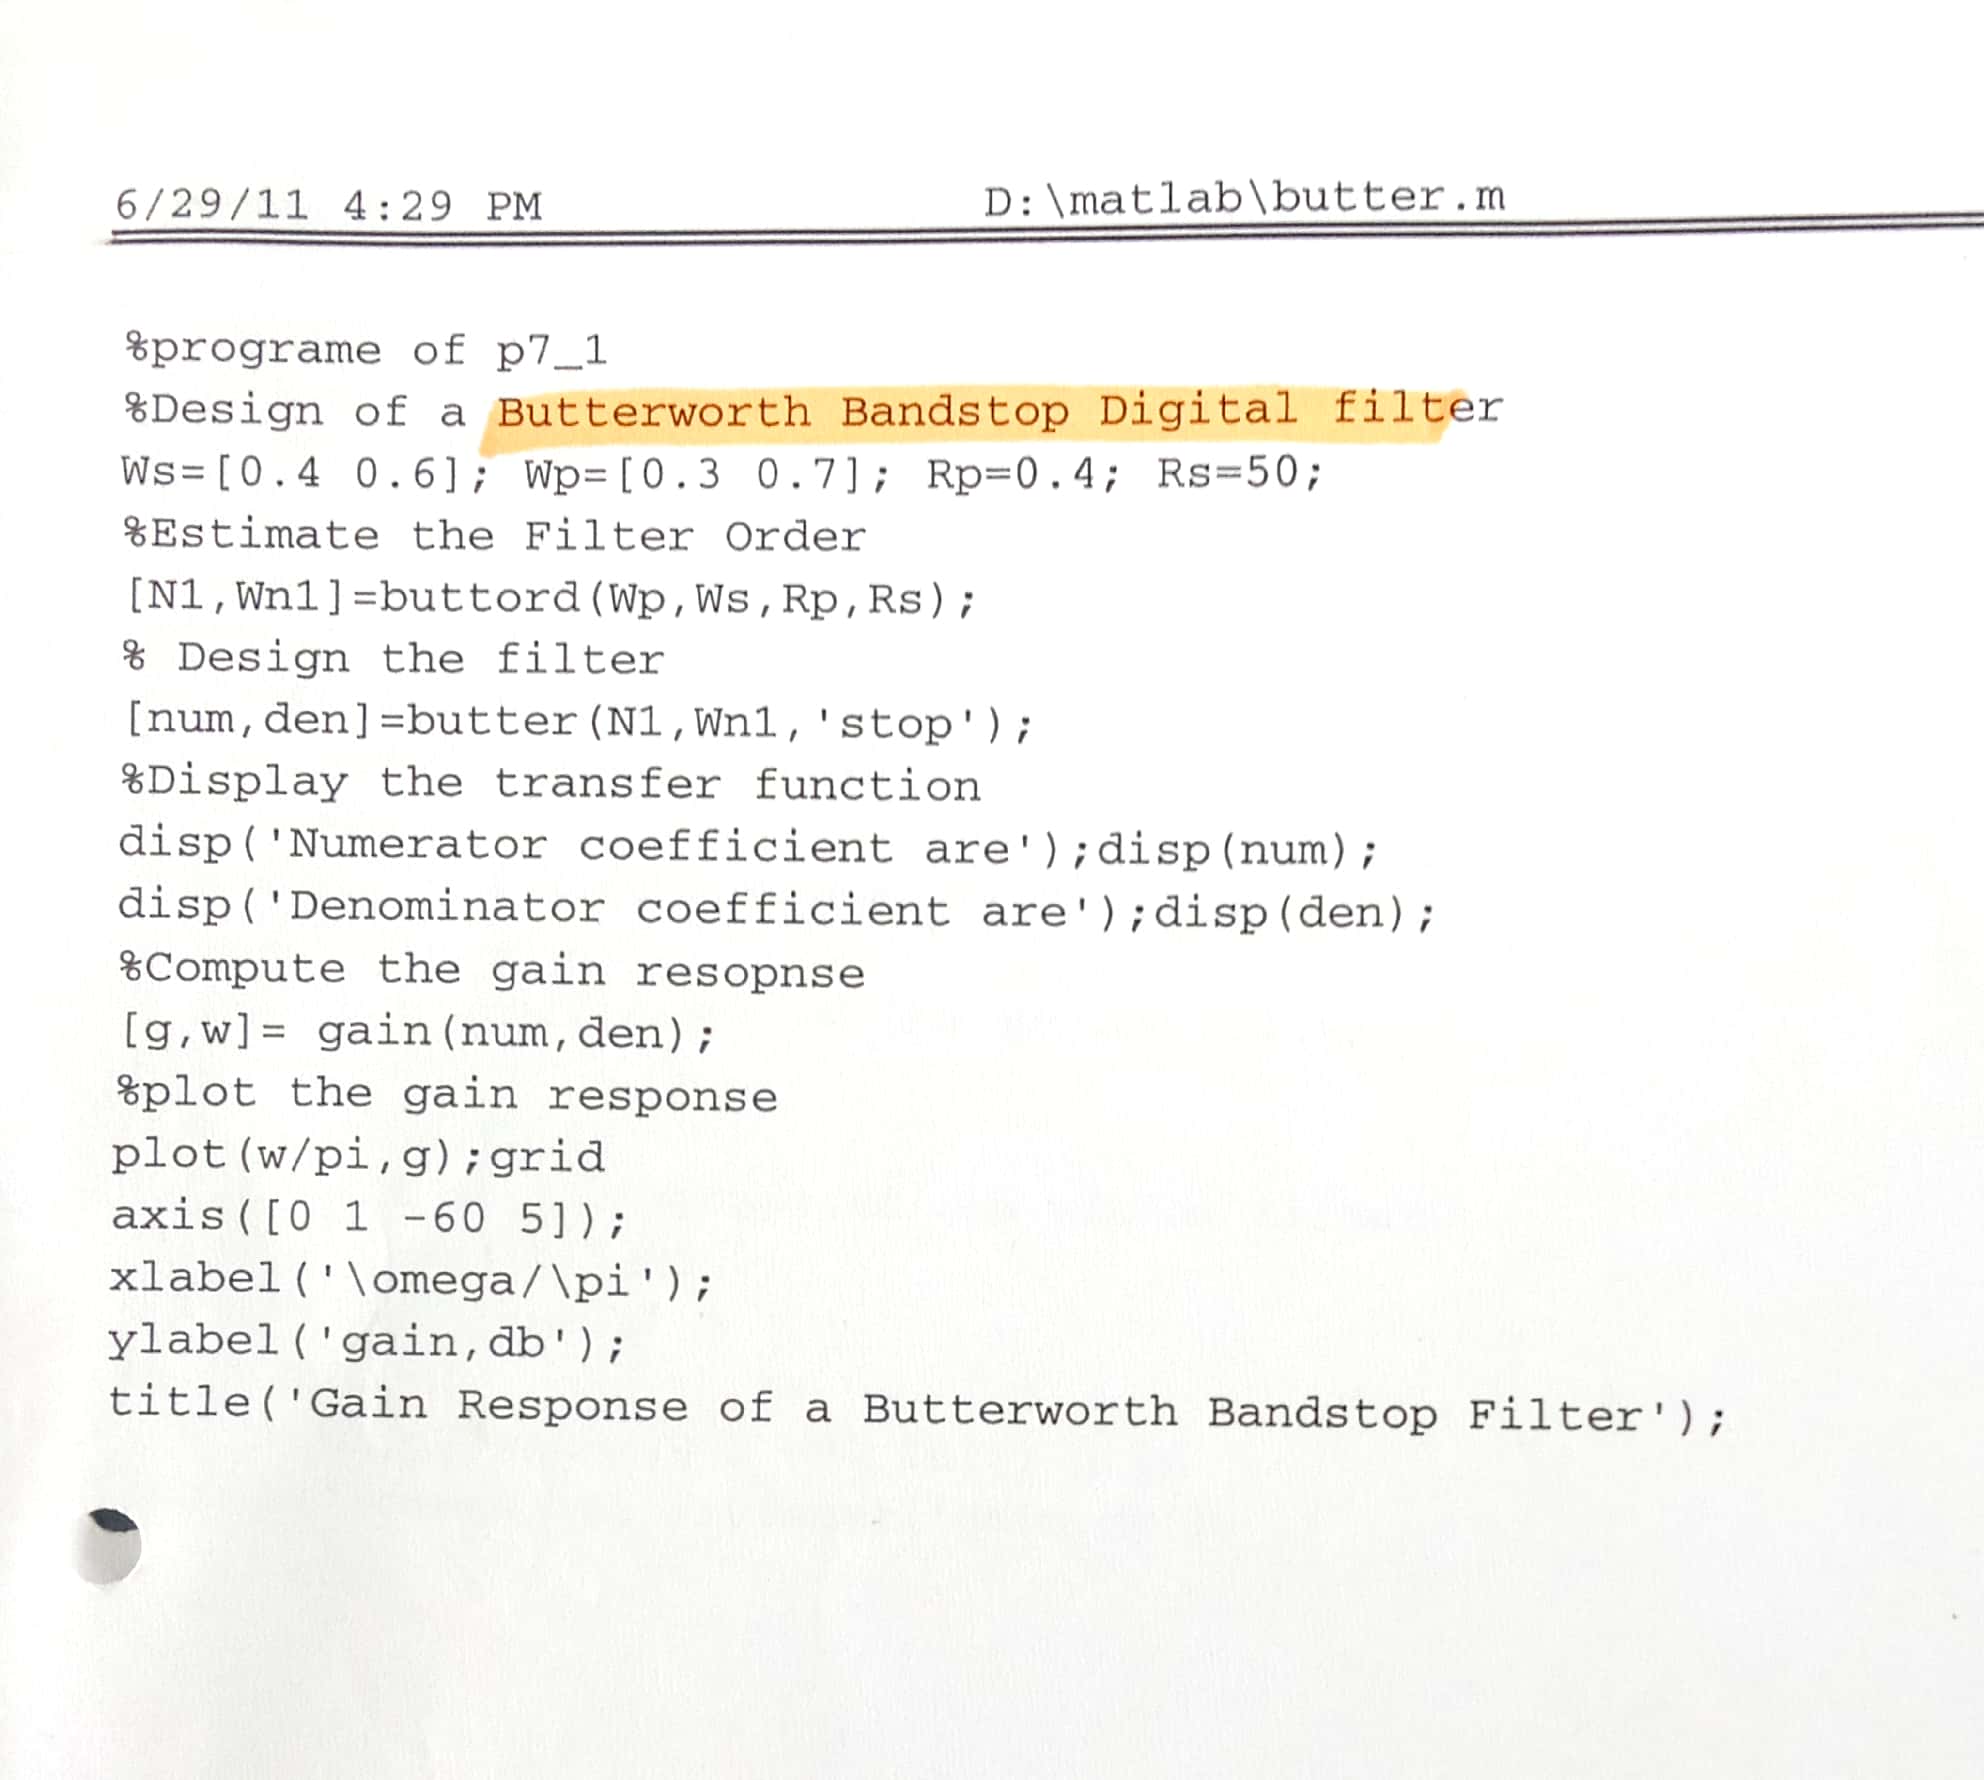 6/29/11 4:29 PM D:\matlab\butter.m
%programe of p7_1
%Design of a Butterworth Bandstop Digital filter
Ws=[0.4 0.6]; Wp=[0.3 0.7]; Rp=0.4; Rs=50;
%Estimate the Filter Order
[N1,Wn1]=buttord(Wp,Ws,Rp,Rs);
% Design the filter
[num,den]=butter(N1,Wn1,'stop');
%Display the transfer function
disp('Numerator coefficient are');disp(num);
disp('Denominator coefficient are');disp(den);
%Compute the gain resopnse
[g,w]= gain(num,den);
%plot the gain response
plot(w/pi,g);grid
axis([0 1 -60 5]);
xlabel('\omega/\pi');
ylabel('gain,db');
title('Gain Response of a Butterworth Bandstop Filter');